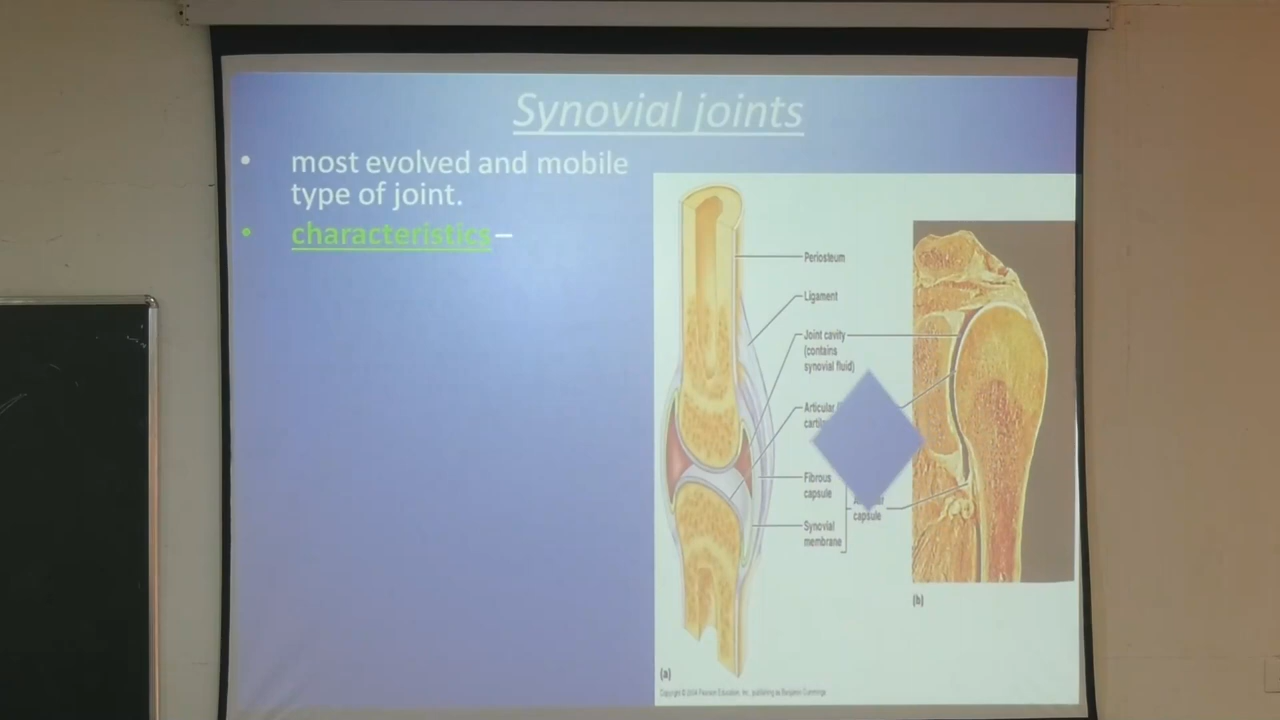 Synovial joints
• most evolved and mobile
type of joint.
• characteristics –
Periosteum
Ligament
Joint cavity
(contains
synovial fluid)
Articular
Fibrous
capsule
capsule
Synovial
membrane
(b)
(a)
Copyright © 2004 Pearson Education, Inc., publishing as Benjamin Cummings